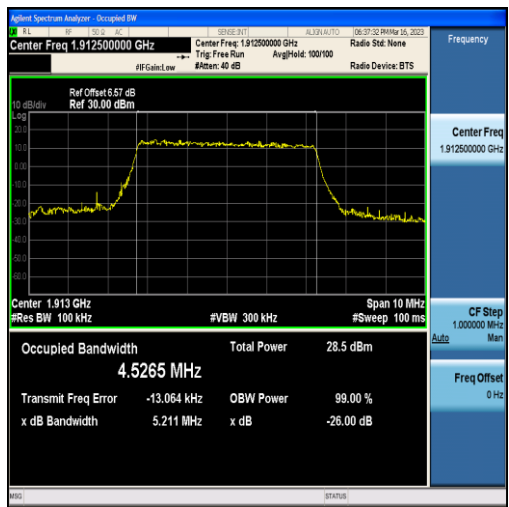 Agilent Spectrum Analyzer - Occupied BW
RL RF 50 Ω AC SENSE:INT ALIGN AUTO 06:37:32 PM Mar 16, 2023
Center Freq 1.912500000 GHz
Center Freq: 1.912500000 GHz
Radio Std: None
Trig: Free Run Avg|Hold: 100/100
#IFGain:Low
#Atten: 40 dB
Radio Device: BTS
Ref Offset 6.57 dB
10 dB/div Ref 30.00 dBm
Log
20.0
10.0
0.00
-10.0
-20.0
-30.0
-40.0
-50.0
-60.0
Center 1.913 GHz Span 10 MHz
#Res BW 100 kHz #VBW 300 kHz #Sweep 100 ms
Occupied Bandwidth Total Power 28.5 dBm
4.5265 MHz
Transmit Freq Error -13.064 kHz OBW Power 99.00 %
x dB Bandwidth 5.211 MHz x dB -26.00 dB
MSG STATUS
Frequency
Center Freq
1.912500000 GHz
CF Step
1.000000 MHz
Auto Man
Freq Offset
0 Hz